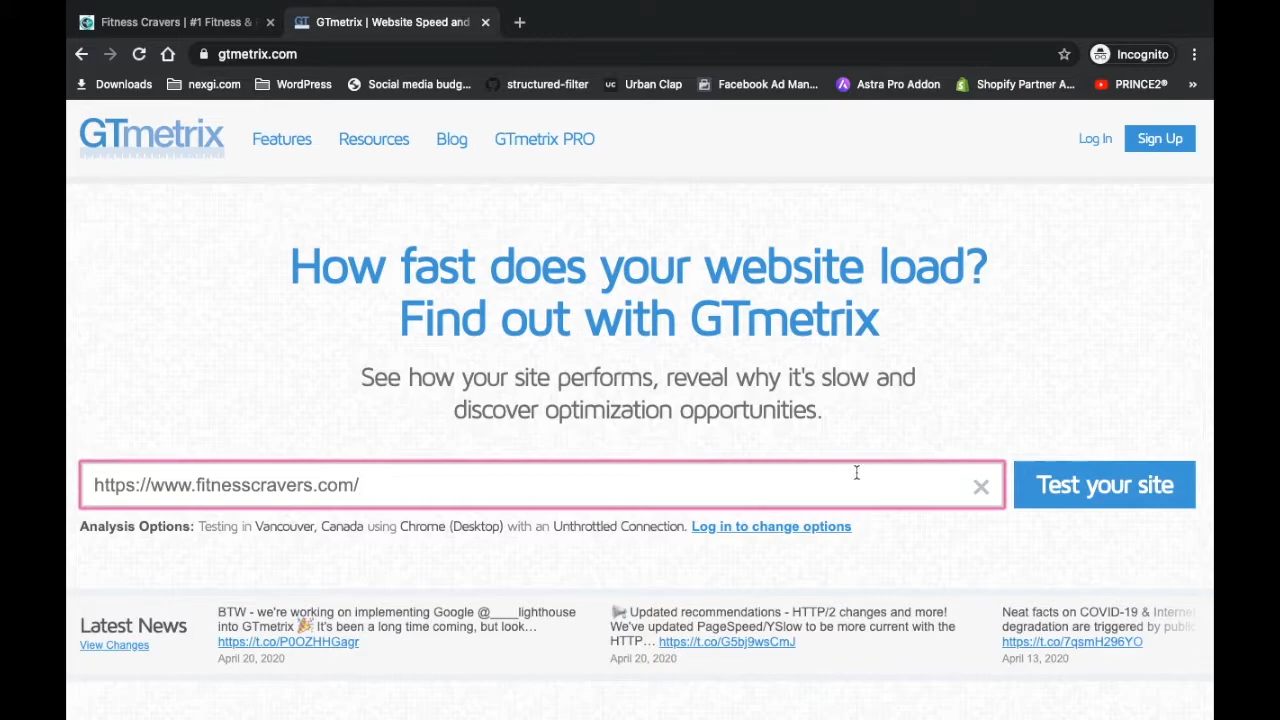 Fitness Cravers | #1 Fitness &
GTmetrix | Website Speed and
gtmetrix.com
Incognito
Downloads
nexgi.com
WordPress
Social media budg...
structured-filter
UC Urban Clap
Facebook Ad Man...
Astra Pro Addon
Shopify Partner A...
PRINCE2®
»
GTmetrix
Features
Resources
Blog
GTmetrix PRO
Log In
Sign Up
How fast does your website load?
Find out with GTmetrix
See how your site performs, reveal why it's slow and
discover optimization opportunities.
https://www.fitnesscravers.com/
Test your site
Analysis Options: Testing in Vancouver, Canada using Chrome (Desktop) with an Unthrottled Connection. Log in to change options
Latest News
View Changes
BTW - we're working on implementing Google @____lighthouse
into GTmetrix 🎉 It's been a long time coming, but look…
https://t.co/P0OZHHGagr
April 20, 2020
📢 Updated recommendations - HTTP/2 changes and more!
We've updated PageSpeed/YSlow to be more current with the
HTTP… https://t.co/G5bj9wsCmJ
April 20, 2020
Neat facts on COVID-19 &
degradation are triggered by
https://t.co/7qsmH296YO
April 13, 2020